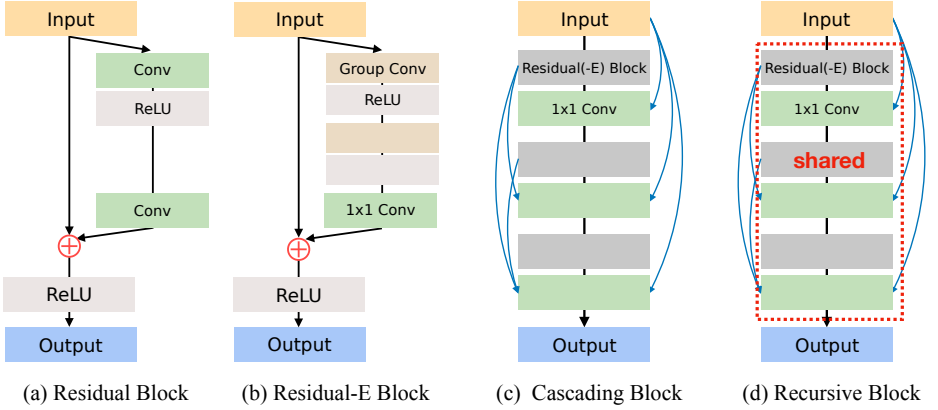 Input
Conv
ReLU
Conv
ReLU
Output
(a) Residual Block
Input
Group Conv
ReLU
1x1 Conv
ReLU
Output
(b) Residual-E Block
Input
Residual(-E) Block
1x1 Conv
Output
(c) Cascading Block
Input
Residual(-E) Block
1x1 Conv
shared
Output
(d) Recursive Block